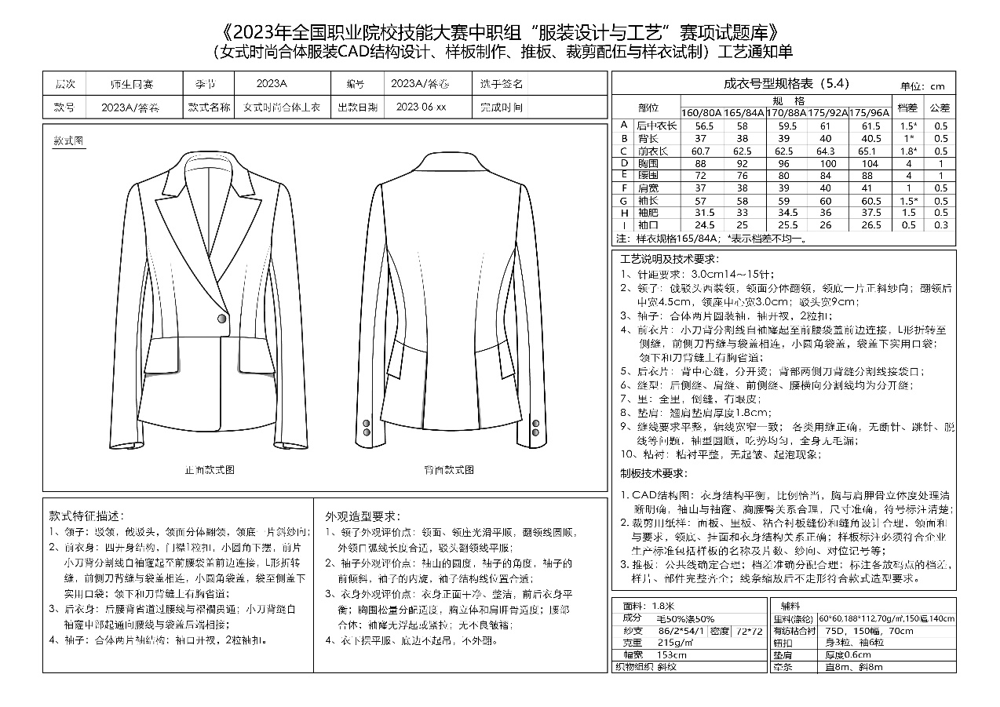 《2023年全国职业院校技能大赛中职组“服装设计与工艺”赛项试题库》
（女式时尚合体服装CAD结构设计、样板制作、推板、裁剪配伍与样衣试制）工艺通知单
层次 师生同赛 季节 2023A 编号 2023A/答卷 选手签名
款号 2023A/答卷 款式名称 女式时尚合体上衣 出款日期 2023-06-xx 完成时间
款式图
正面款式图 背面款式图
款式特征描述：
1、领子：驳领，戗驳头，领面分体翻领，领底一片斜纱向；
2、前衣身：四开身结构，门襟1粒扣，小圆角下摆，前片
小刀背分割线自袖窿起至前腰袋盖前边连接，L形折转
缝，前侧刀背缝与袋盖相连，小圆角袋盖，袋至侧盖下
实用口袋；领下和刀背缝上有胸省道；
3、后衣身：后腰背省道过腰线与褶裥贯通；小刀背缝自
袖窿中部起通向腰线与袋盖后端相接；
4、袖子：合体两片袖结构；袖口开衩，2粒袖扣。
外观造型要求：
1、领子外观评价点：领面、领座光滑平顺，翻领线圆顺，
外领口弧线长度合适，驳头翻领线平服；
2、袖子外观评价点：袖山的圆度，袖子的角度，袖子的
前倾斜，袖子的内旋，袖子结构线位置合适；
3、衣身外观评价点：衣身正面干净、整洁，前后衣身平
衡；胸围松量分配适度，胸立体和肩胛骨适度；腰部
合体；袖窿无浮起或紧拉；无不良皱褶；
4、衣下摆平服、底边不起吊，不外翻。
成衣号型规格表（5.4） 单位：cm
部位 规 格 档差 公差
160/80A 165/84A 170/88A 175/92A 175/96A
A 后中衣长 56.5 58 59.5 61 61.5 1.5* 0.5
B 背长 37 38 39 40 40.5 1* 0.5
C 前衣长 60.7 62.5 62.5 64.3 65.1 1.8* 0.5
D 胸围 88 92 96 100 104 4 1
E 腰围 72 76 80 84 88 4 1
F 肩宽 37 38 39 40 41 1 0.5
G 袖长 57 58 59 60 60.5 1.5* 0.5
H 袖肥 31.5 33 34.5 36 37.5 1.5 0.5
I 袖口 24.5 25 25.5 26 26.5 0.5 0.3
注：样衣规格165/84A；*表示档差不均一。
工艺说明及技术要求：
1、针距要求：3.0cm14～15针；
2、领子：戗驳头西装领，领面分体翻领，领底一片正斜纱向；翻领后
中宽4.5cm，领座中心宽3.0cm；驳头宽9cm；
3、袖子：合体两片圆装袖，袖开衩，2粒扣；
4、前衣片：小刀背分割线自袖窿起至前腰袋盖前边连接，L形折转至
侧缝，前侧刀背缝与袋盖相连，小圆角袋盖，袋盖下实用口袋；
领下和刀背缝上有胸省道；
5、后衣片：背中心缝，分开烫；背部两侧刀背缝分割线接袋口；
6、缝型：后侧缝、肩缝、前侧缝、腰横向分割线均为分开缝；
7、里：全里，倒缝，有眼皮；
8、垫肩：翘肩垫肩厚度1.8cm；
9、缝线要求平整，辑线宽窄一致； 各类用缝正确，无断针、跳针、脱
线等问题，袖型圆顺，吃势均匀，全身无毛漏；
10、粘衬：粘衬平整，无起皱、起泡现象；
制板技术要求：
1. CAD结构图：衣身结构平衡，比例恰当，胸与肩胛骨立体度处理清
晰明确，袖山与袖窿、胸腰臀关系合理，尺寸准确，符号标注清楚；
2. 裁剪用纸样：面板、里板、粘合衬板缝份和缝角设计合理，领面和
与要求，领底、挂面和衣身结构关系正确；样板标注必须符合企业
生产标准包括样板的名称及片数、纱向、对位记号等；
3. 推板：公共线确定合理；档差准确分配合理；标注各放码点的档差，
样片、部件完整齐全；线条缩放后不走形符合款式造型要求。
面料：1.8米
成分 毛50%涤50%
纱支 86/2*54/1 密度 72*72
克重 215g/㎡
幅宽 153cm
织物组织 斜纹
辅料
里料(涤纶) 60*60,188*112,70g/㎡,150幅,140cm
有纺粘合衬 75D，150幅，70cm
钮扣 身3粒、袖6粒
垫肩 厚度0.6cm
牵条 直8m、斜8m